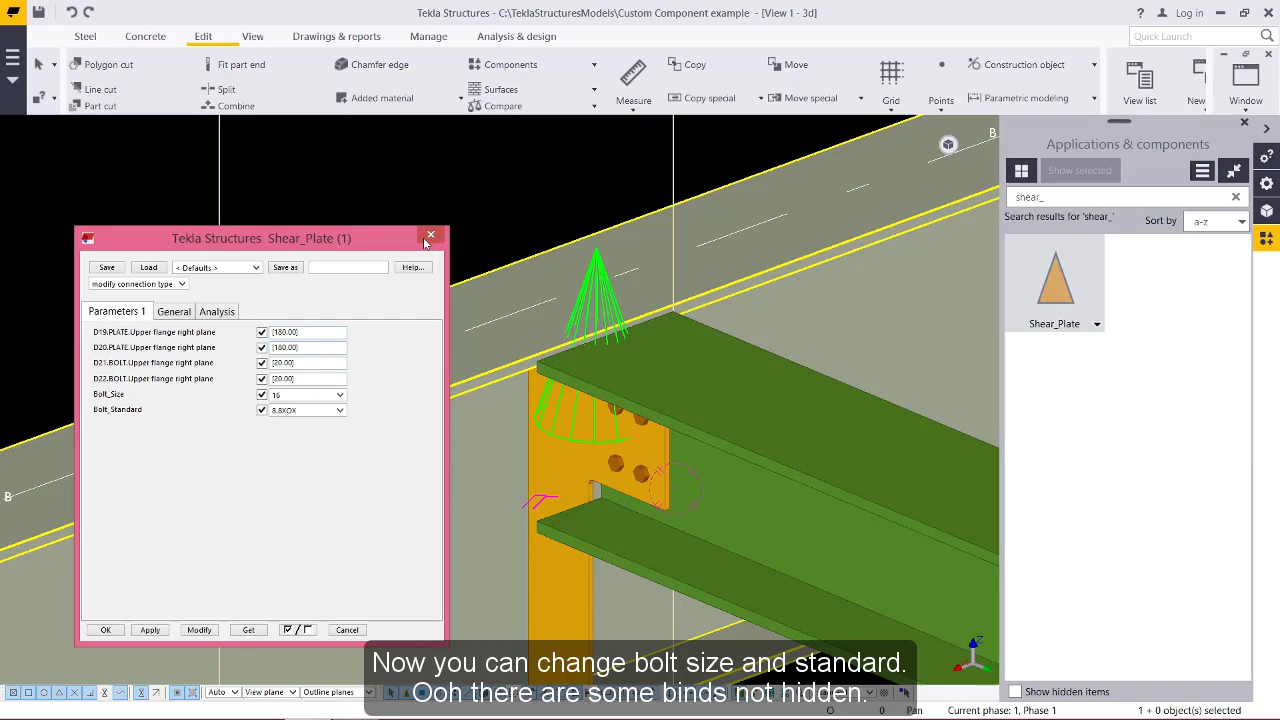 Tekla Structures - C:\TeklaStructuresModels\Custom Component example - [View 1 - 3d]
? Log in
Steel Concrete Edit View Drawings & reports Manage Analysis & design Quick Launch
Polygon cut Fit part end Chamfer edge Components Copy Move Construction object
Line cut Split Surfaces
Part cut Combine Added material Compare Measure Copy special Move special Grid Points Parametric modeling View list New Window
B
Applications & components
Show selected
shear_
Search results for 'shear_' Sort by a-z
Shear_Plate
Tekla Structures Shear_Plate (1)
Save Load < Defaults > Save as Help...
modify connection type
Parameters 1 General Analysis
D19.PLATE.Upper flange right plane [180.00]
D20.PLATE.Upper flange right plane [180.00]
D21.BOLT.Upper flange right plane [20.00]
D22.BOLT.Upper flange right plane [20.00]
Bolt_Size 16
Bolt_Standard 8.8XOX
B
OK Apply Modify Get / Cancel
Now you can change bolt size and standard.
Ooh there are some binds not hidden.
Auto View plane Outline planes
Show hidden items
O 0 Pan Current phase: 1, Phase 1 1 + 0 object(s) selected